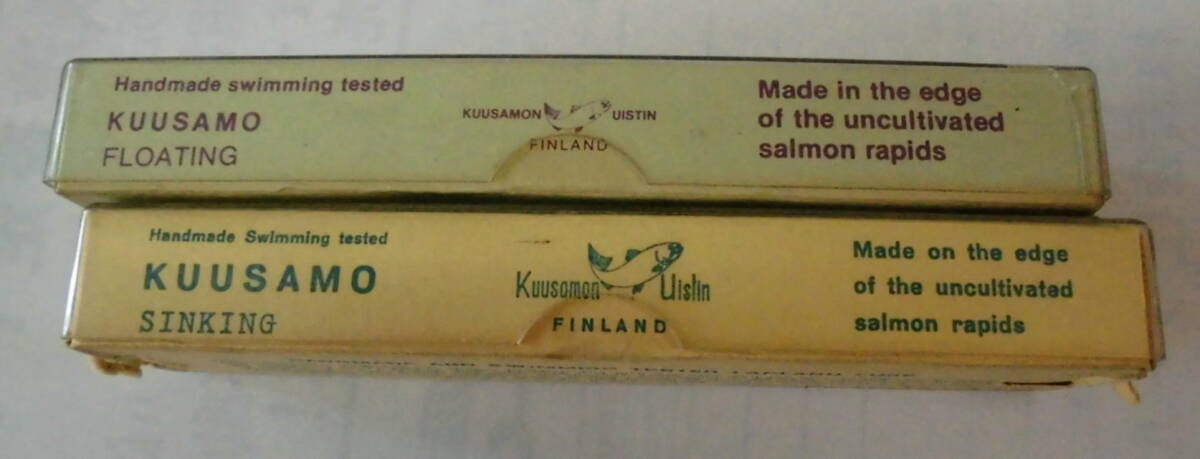 Handmade swimming tested
KUUSAMO
FLOATING
KUUSAMON UISTIN
FINLAND
Made in the edge
of the uncultivated
salmon rapids
Handmade Swimming tested
KUUSAMO
SINKING
Kuusamon Uistin
FINLAND
Made on the edge
of the uncultivated
salmon rapids